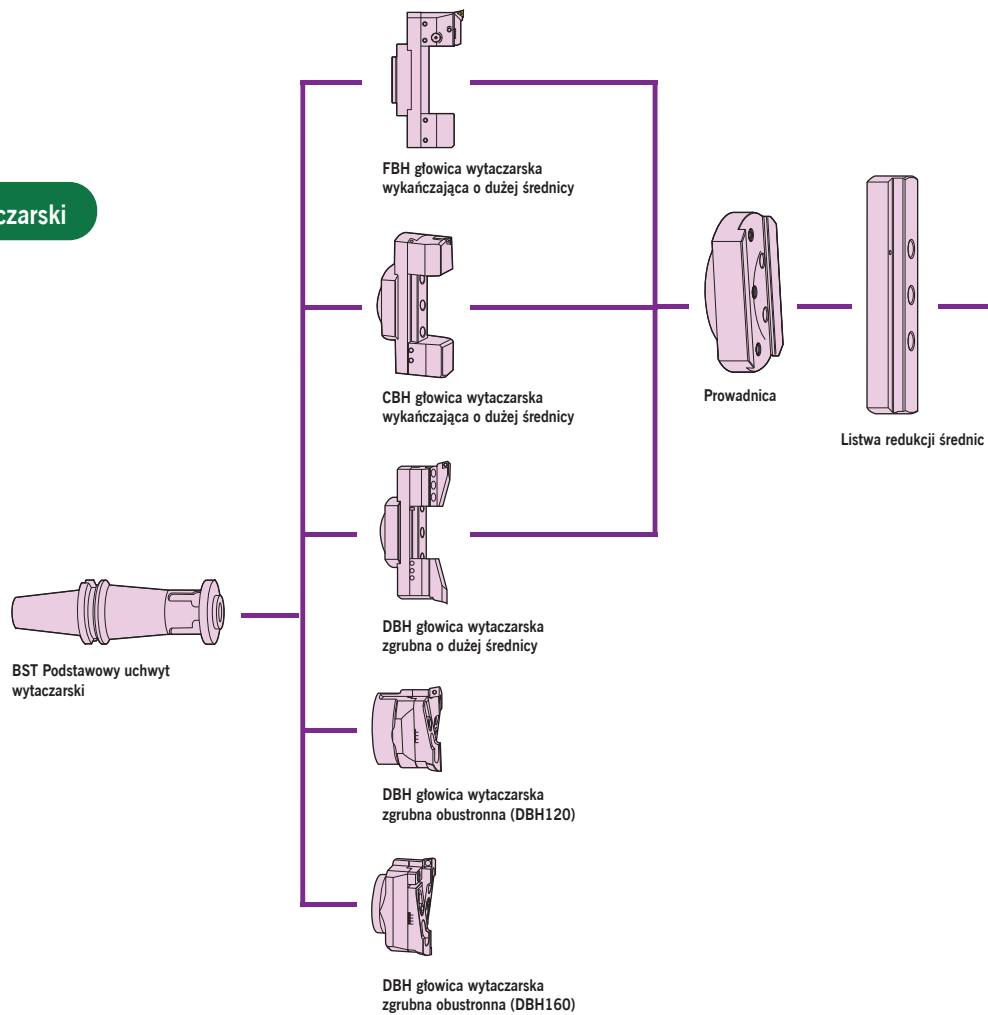 FBH głowica wytaczarska
wykańczająca o dużej średnicy
czarski
CBH głowica wytaczarska
wykańczająca o dużej średnicy
Prowadnica
Listwa redukcji średnic
DBH głowica wytaczarska
zgrubna o dużej średnicy
BST Podstawowy uchwyt
wytaczarski
DBH głowica wytaczarska
zgrubna obustronna (DBH120)
DBH głowica wytaczarska
zgrubna obustronna (DBH160)